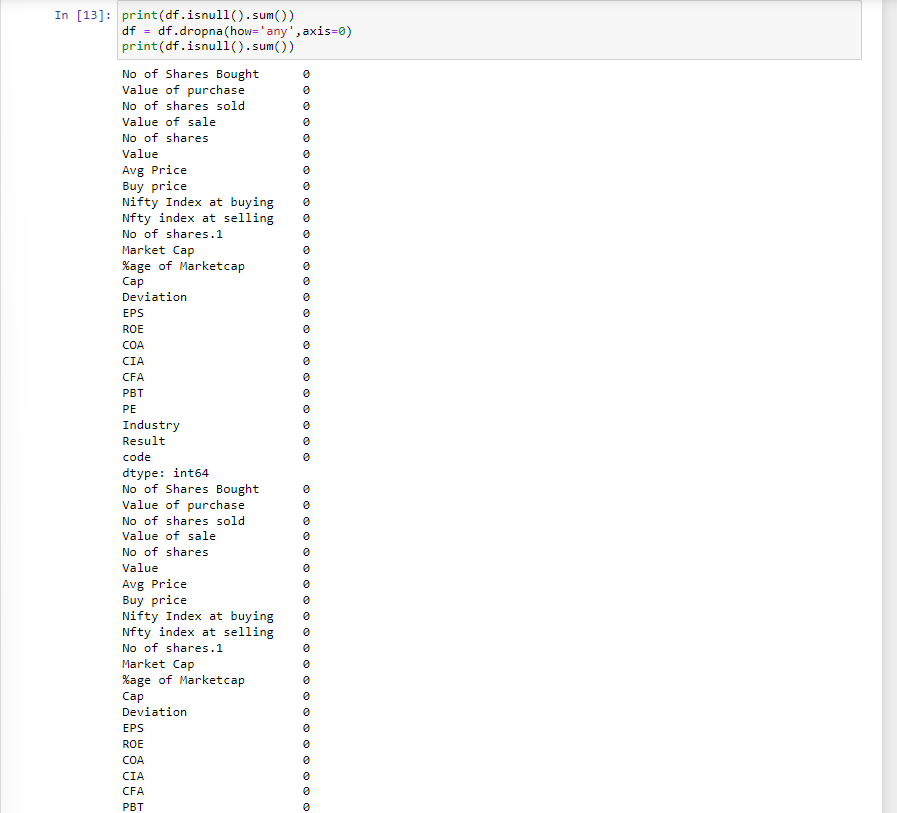 In [13]: print(df.isnull().sum())
df = df.dropna(how='any',axis=0)
print(df.isnull().sum())
No of Shares Bought 0
Value of purchase 0
No of shares sold 0
Value of sale 0
No of shares 0
Value 0
Avg Price 0
Buy price 0
Nifty Index at buying 0
Nfty index at selling 0
No of shares.1 0
Market Cap 0
%age of Marketcap 0
Cap 0
Deviation 0
EPS 0
ROE 0
COA 0
CIA 0
CFA 0
PBT 0
PE 0
Industry 0
Result 0
code 0
dtype: int64
No of Shares Bought 0
Value of purchase 0
No of shares sold 0
Value of sale 0
No of shares 0
Value 0
Avg Price 0
Buy price 0
Nifty Index at buying 0
Nfty index at selling 0
No of shares.1 0
Market Cap 0
%age of Marketcap 0
Cap 0
Deviation 0
EPS 0
ROE 0
COA 0
CIA 0
CFA 0
PBT 0